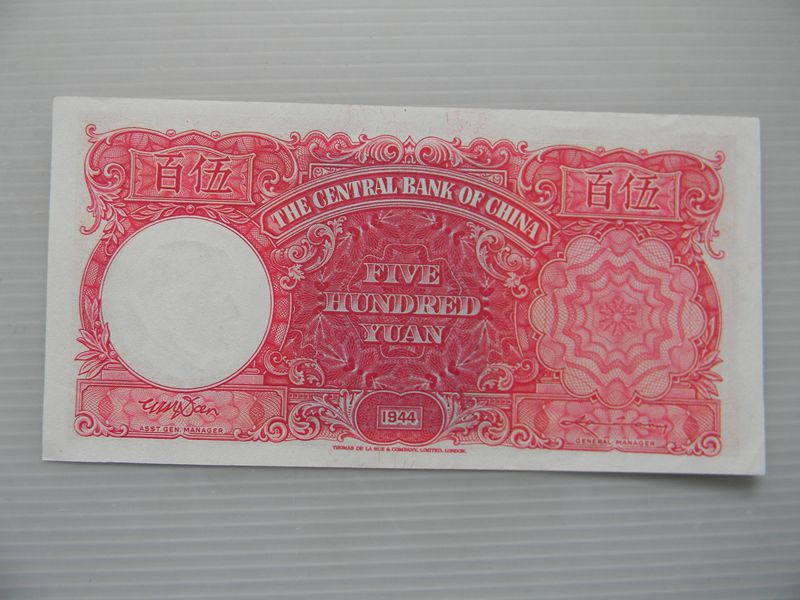 百伍
百伍
THE CENTRAL BANK OF CHINA
FIVE
HUNDRED
YUAN
ASST. GEN. MANAGER
1944
GENERAL MANAGER
THOMAS DE LA RUE & COMPANY, LIMITED, LONDON.